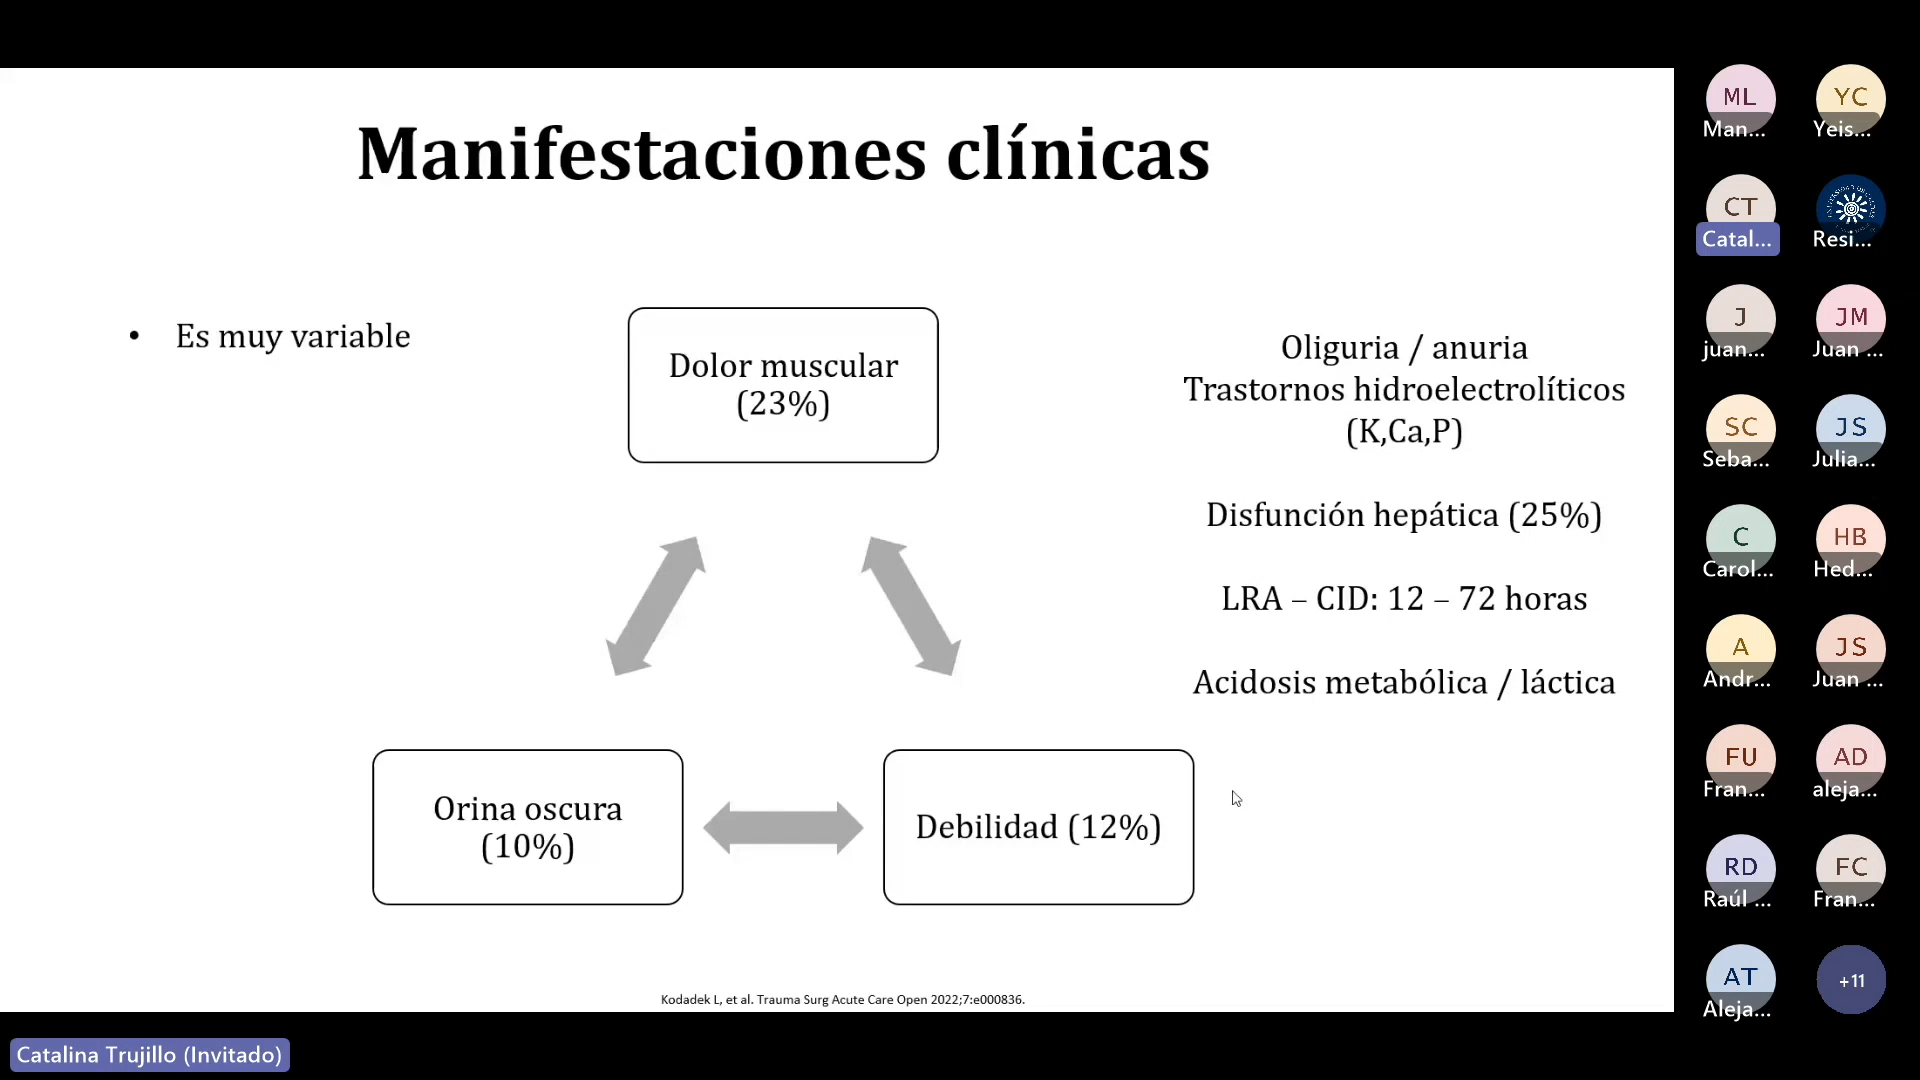 Manifestaciones clínicas
• Es muy variable
Dolor muscular
(23%)
Orina oscura
(10%)
Debilidad (12%)
Oliguria / anuria
Trastornos hidroelectrolíticos
(K,Ca,P)
Disfunción hepática (25%)
LRA – CID: 12 – 72 horas
Acidosis metabólica / láctica
Kodadek L, et al. Trauma Surg Acute Care Open 2022;7:e000836.
Catalina Trujillo (Invitado)
ML
Man...
YC
Yeis...
CT
Catal...
Resi...
J
juan...
JM
Juan ...
SC
Seba...
JS
Julia...
C
Carol...
HB
Hed...
A
Andr...
JS
Juan ...
FU
Fran...
AD
aleja...
RD
Raúl ...
FC
Fran...
AT
Aleja...
+11